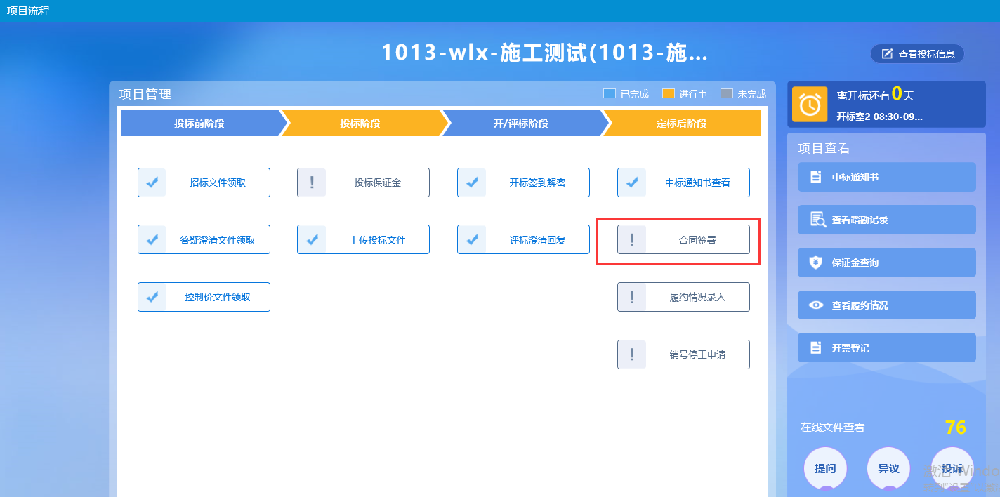 项目流程
1013-wlx-施工测试(1013-施...
查看投标信息
项目管理
已完成
进行中
未完成
投标前阶段
投标阶段
开/评标阶段
定标后阶段
招标文件领取
投标保证金
开标签到解密
中标通知书查看
答疑澄清文件领取
上传投标文件
评标澄清回复
合同签署
控制价文件领取
履约情况录入
销号停工申请
离开标还有0天
开标室2 08:30-09...
项目查看
中标通知书
查看踏勘记录
保证金查询
查看履约情况
开票登记
在线文件查看
76
提问
异议
投诉
激活 Windo